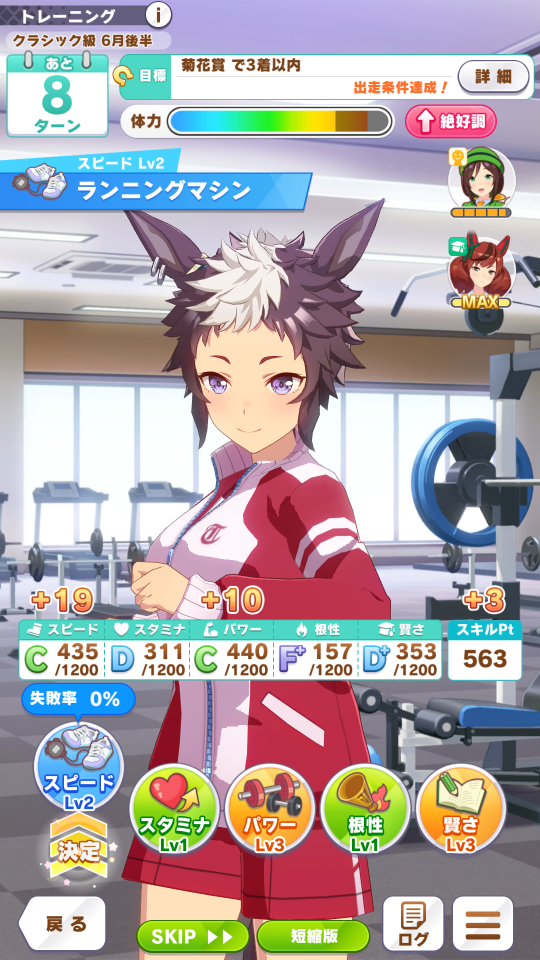 トレーニング
i
クラシック級 6月後半
あと
8
ターン
目標
菊花賞 で3着以内
出走条件達成！
詳細
体力
絶好調
スピード Lv2
ランニングマシン
MAX
+19 +10 +3
スピード スタミナ パワー 根性 賢さ スキルPt
C 435/1200 D 311/1200 C 440/1200 F+ 157/1200 D+ 353/1200 563
失敗率 0%
スピード
Lv2
スタミナ
Lv1
パワー
Lv3
根性
Lv1
賢さ
Lv3
決定
戻る
SKIP
短縮版
ログ